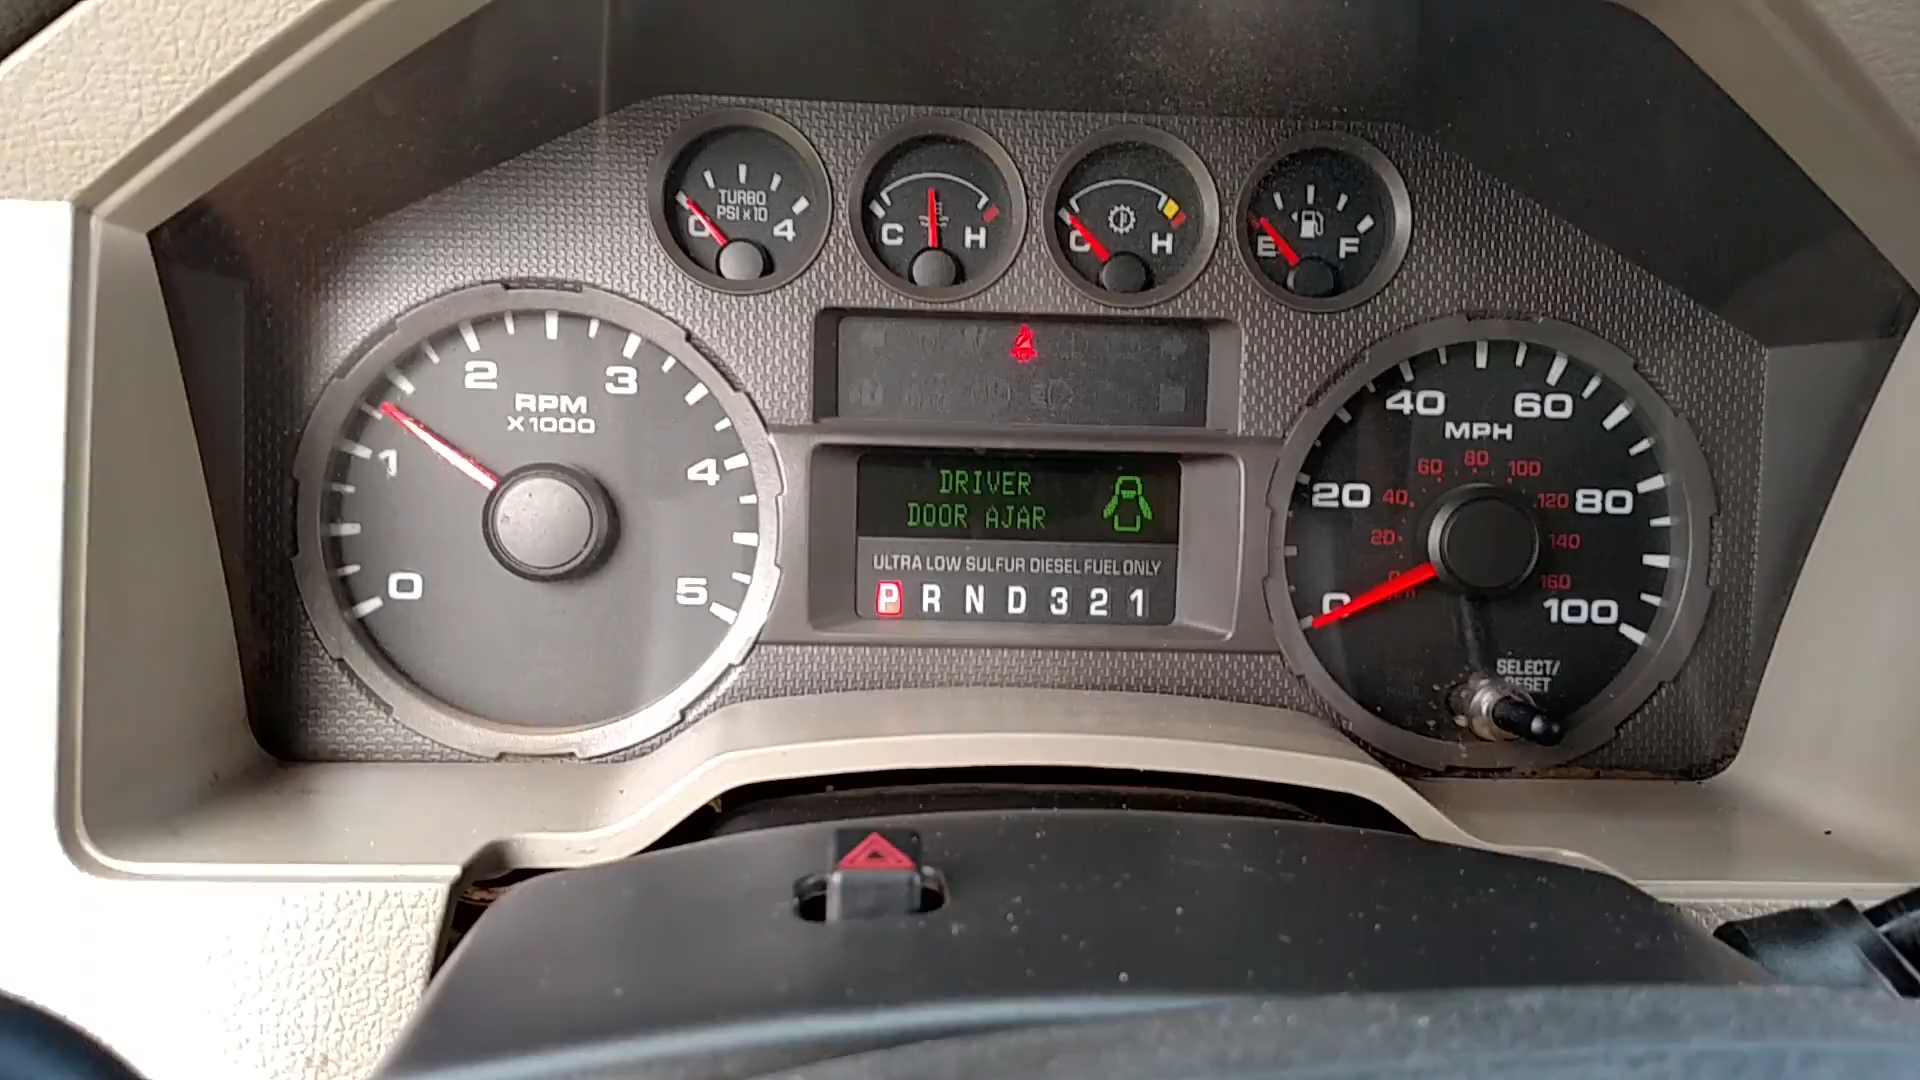 TURBO
PSI x 10
0 4
C H
C H
E F
0 1 2 3 4 5
RPM
X1000
DRIVER
DOOR AJAR
ULTRA LOW SULFUR DIESEL FUEL ONLY
P R N D 3 2 1
0 20 40 60 80 100
MPH
20 40 60 80 100 120 140 160
SELECT/
RESET